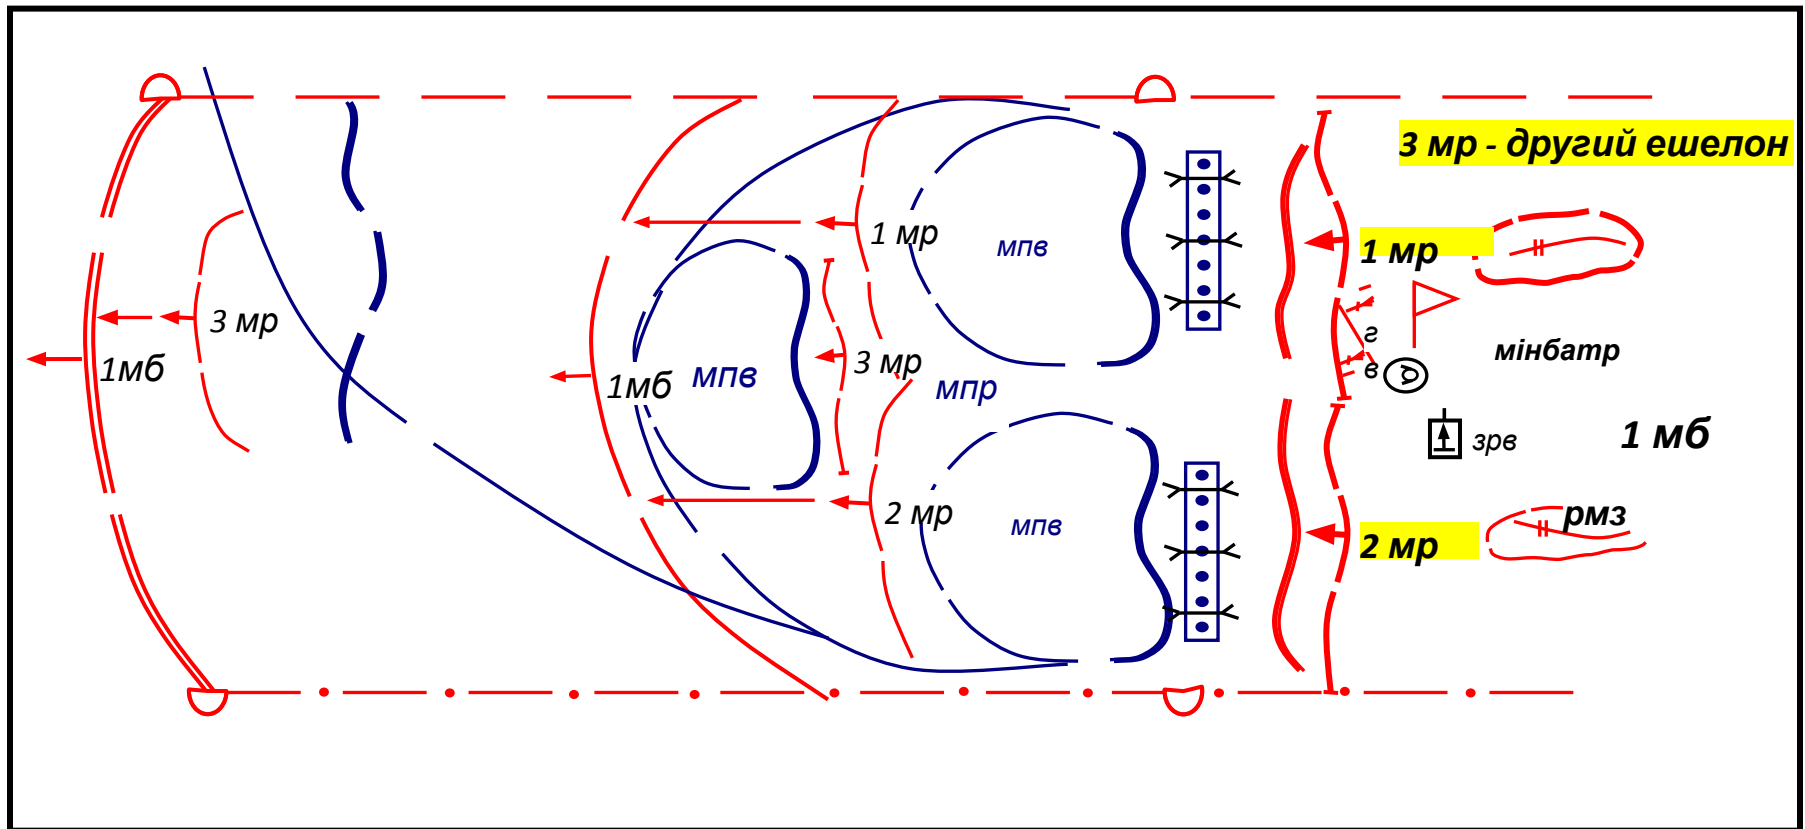 3 мр - другий ешелон
1 мр
мпв
1 мр
3 мр
1мб
1мб
мпв
3 мр
мпр
г
в
мінбатр
зрв
1 мб
2 мр
мпв
2 мр
рмз